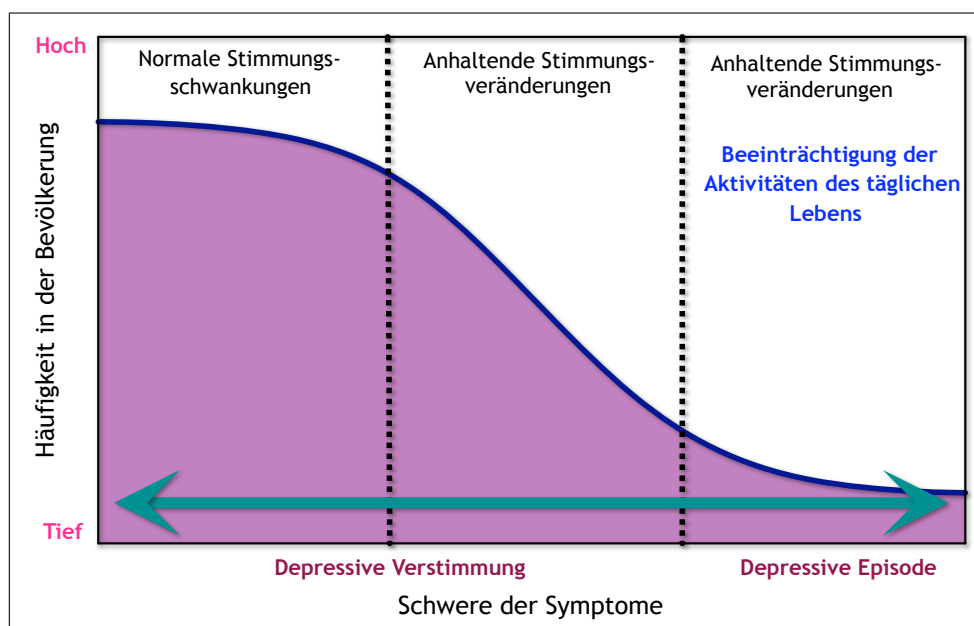 Hoch
Normale Stimmungs-
schwankungen
Anhaltende Stimmungs-
veränderungen
Anhaltende Stimmungs-
veränderungen
Beeinträchtigung der
Aktivitäten des täglichen
Lebens
Häufigkeit in der Bevölkerung
Tief
Depressive Verstimmung
Depressive Episode
Schwere der Symptome